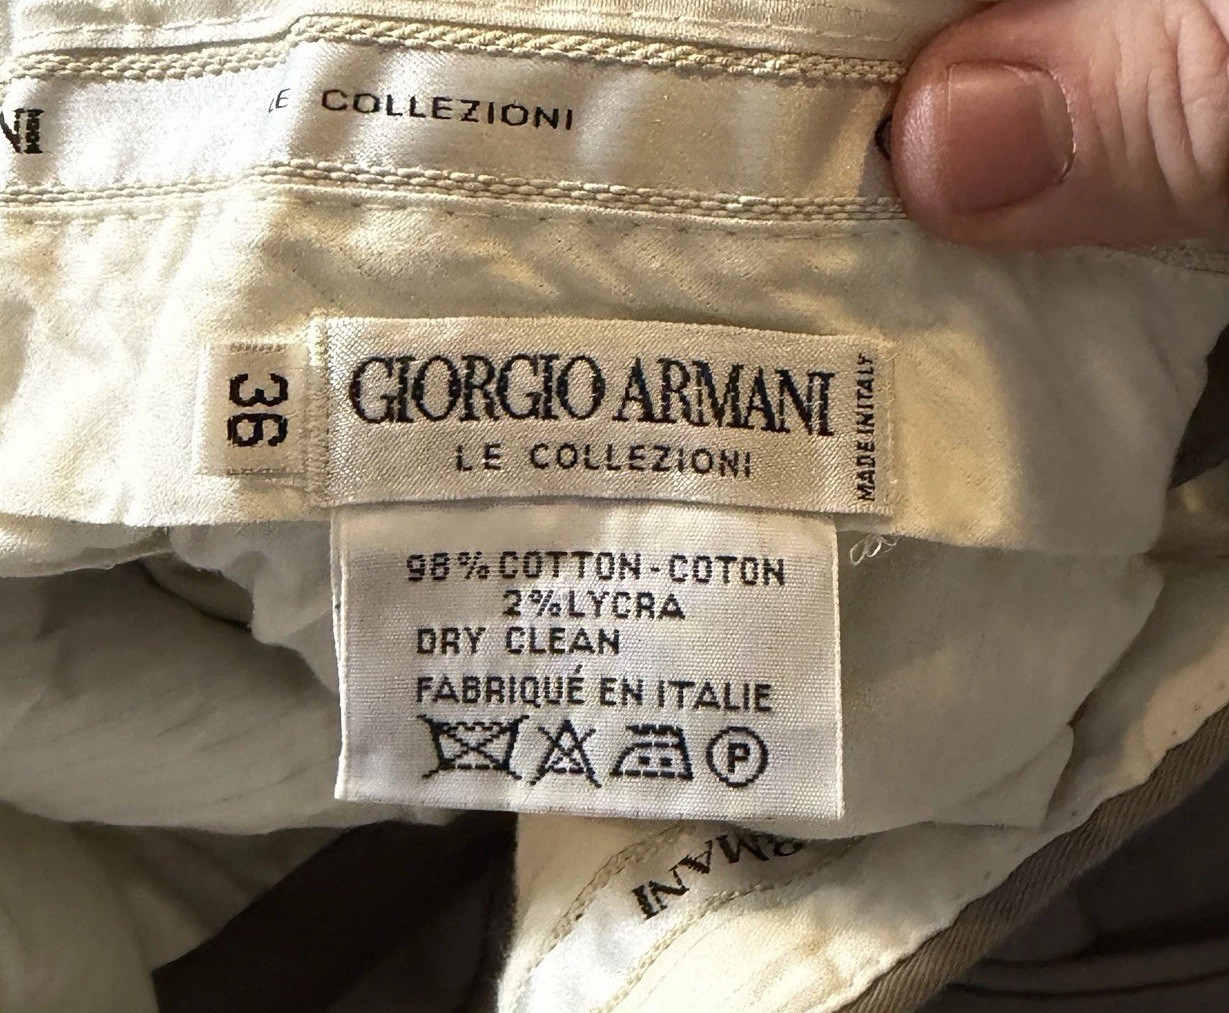 LE COLLEZIONI
36
GIORGIO ARMANI
LE COLLEZIONI
MADE IN ITALY
98% COTTON-COTON
2% LYCRA
DRY CLEAN
FABRIQUÉ EN ITALIE
P
RMANI